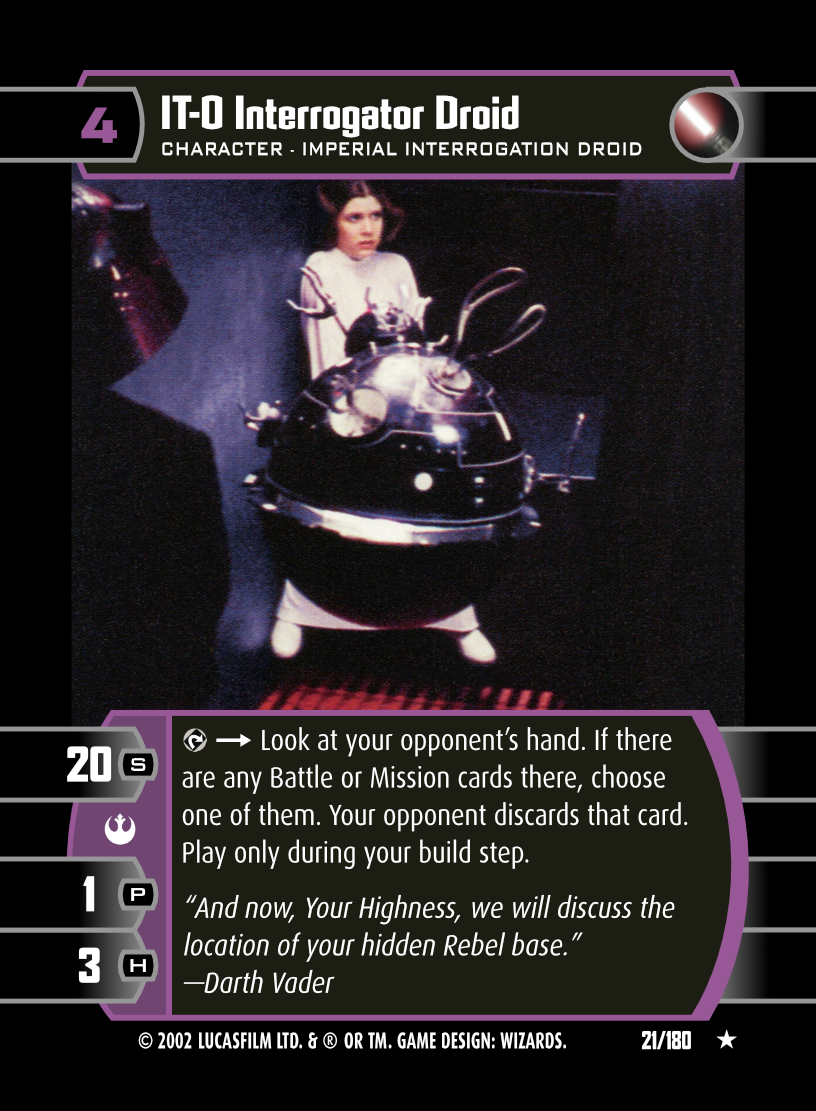 4
IT-O Interrogator Droid
CHARACTER - IMPERIAL INTERROGATION DROID
20 S
1 P
3 H
→ Look at your opponent's hand. If there
are any Battle or Mission cards there, choose
one of them. Your opponent discards that card.
Play only during your build step.
“And now, Your Highness, we will discuss the
location of your hidden Rebel base.”
—Darth Vader
© 2002 LUCASFILM LTD. & ® OR TM. GAME DESIGN: WIZARDS.
21/180 ★